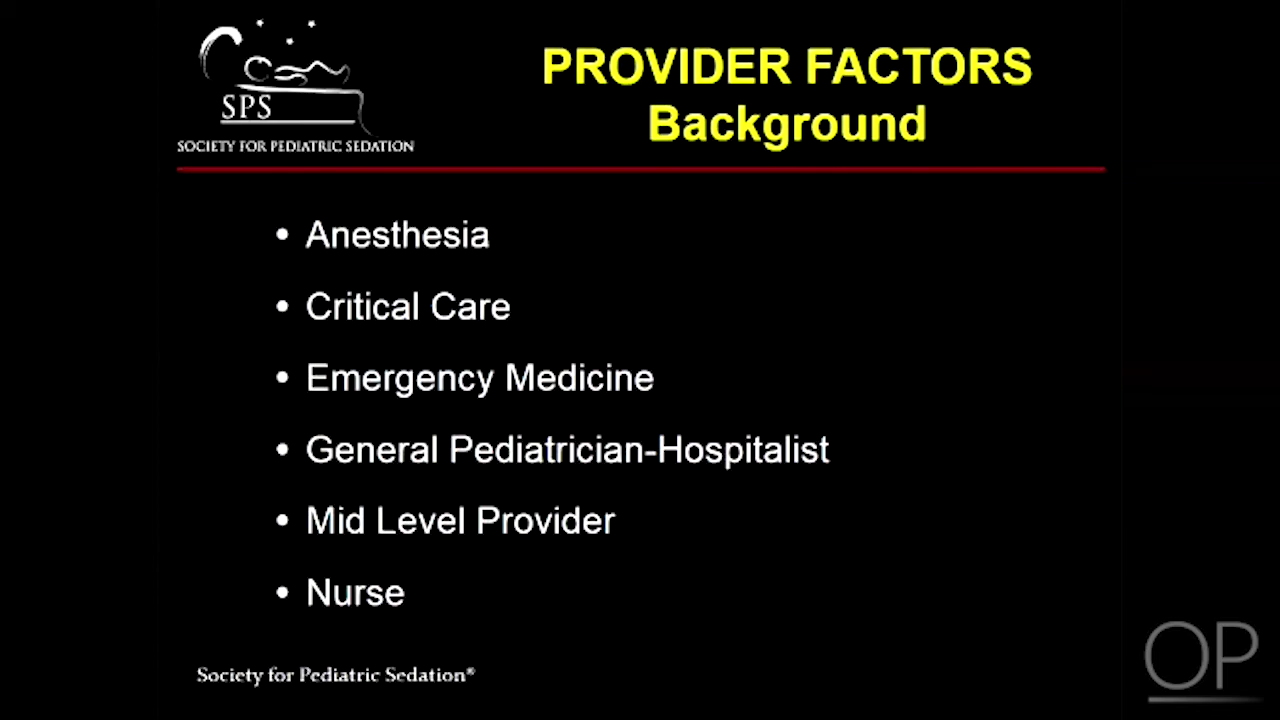 PROVIDER FACTORS
Background
SPS
SOCIETY FOR PEDIATRIC SEDATION
• Anesthesia
• Critical Care
• Emergency Medicine
• General Pediatrician-Hospitalist
• Mid Level Provider
• Nurse
Society for Pediatric Sedation®
OP